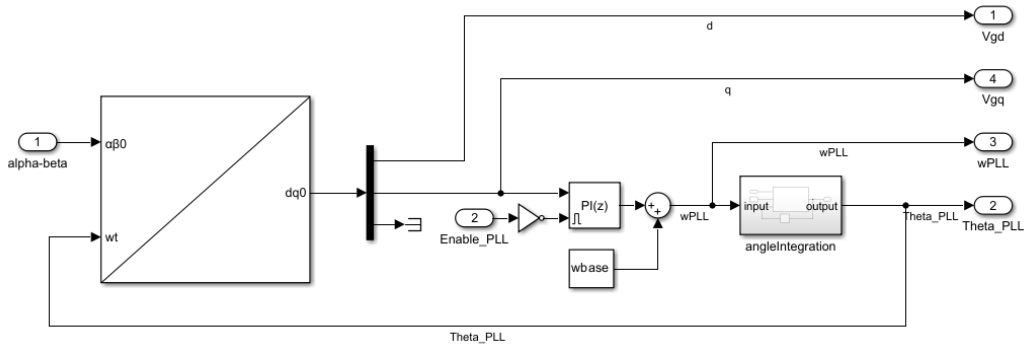 d
1
Vgd
q
4
Vgq
1
alpha-beta
αβ0
dq0
wt
wPLL
3
wPLL
2
Enable_PLL
PI(z)
+
+
wPLL
input
output
angleIntegration
Theta_PLL
2
Theta_PLL
wbase
Theta_PLL